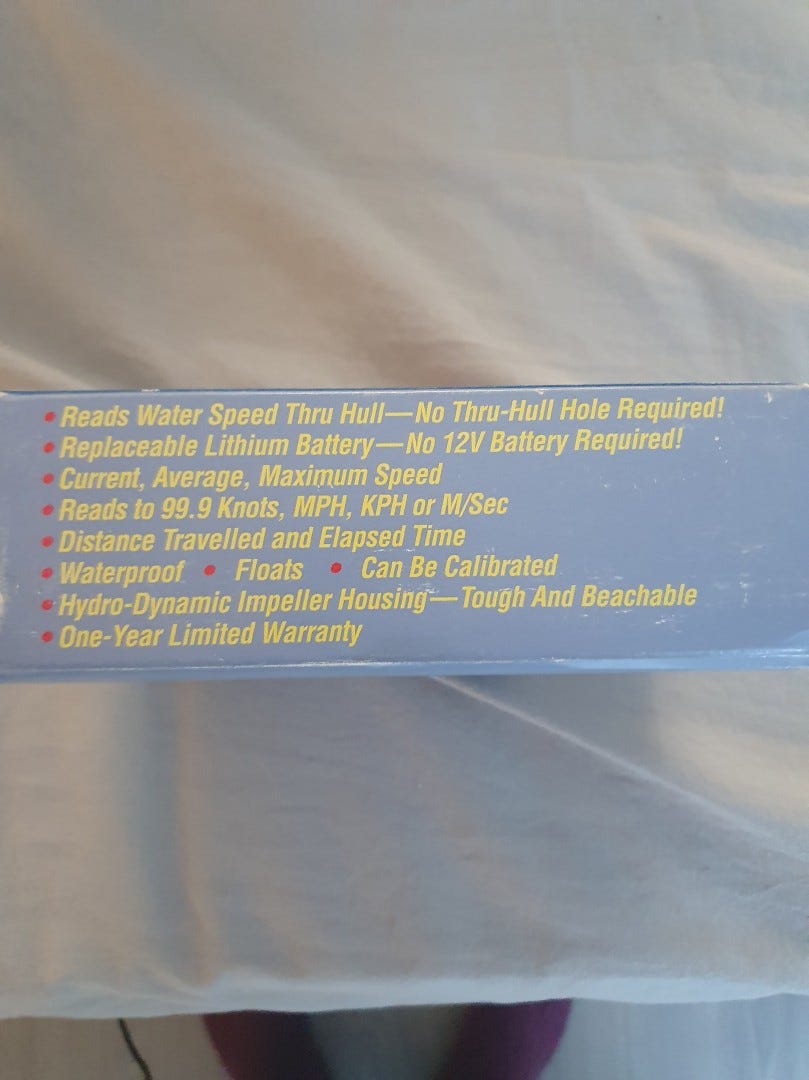 • Reads Water Speed Thru Hull—No Thru-Hull Hole Required!
• Replaceable Lithium Battery—No 12V Battery Required!
• Current, Average, Maximum Speed
• Reads to 99.9 Knots, MPH, KPH or M/Sec
• Distance Travelled and Elapsed Time
• Waterproof • Floats • Can Be Calibrated
• Hydro-Dynamic Impeller Housing—Tough And Beachable
• One-Year Limited Warranty